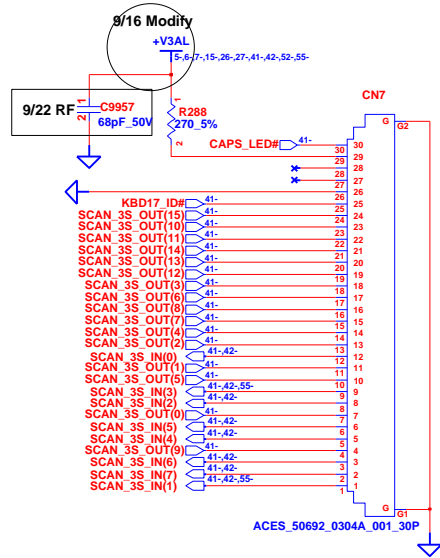 9/16 Modify
+V3AL
5-,6-,7-,15-,26-,27-,41-,42-,52-,55-
CN7
9/22 RF
1
2
C9957
68pF_50V
1
R288
270_5%
2
G
G2
CAPS_LED#
41-
30
30
29
29
28
28
27
27
26
26
KBD17_ID#
41-
25
25
SCAN_3S_OUT(15)
41-
24
24
SCAN_3S_OUT(10)
41-
23
23
SCAN_3S_OUT(11)
41-
22
22
SCAN_3S_OUT(14)
41-
21
21
SCAN_3S_OUT(13)
41-
20
20
SCAN_3S_OUT(12)
41-
19
19
SCAN_3S_OUT(3)
41-
18
18
SCAN_3S_OUT(6)
41-
17
17
SCAN_3S_OUT(8)
41-
16
16
SCAN_3S_OUT(7)
41-
15
15
SCAN_3S_OUT(4)
41-
14
14
SCAN_3S_OUT(2)
41-
13
13
SCAN_3S_IN(0)
41-,42-
12
12
SCAN_3S_OUT(1)
41-
11
11
SCAN_3S_OUT(5)
41-
10
10
SCAN_3S_IN(3)
41-,42-,55-
9
9
SCAN_3S_IN(2)
41-,42-
8
8
SCAN_3S_OUT(0)
41-
7
7
SCAN_3S_IN(5)
41-,42-
6
6
SCAN_3S_IN(4)
41-,42-
5
5
SCAN_3S_OUT(9)
41-
4
4
SCAN_3S_IN(6)
41-,42-
3
3
SCAN_3S_IN(7)
41-,42-
2
2
SCAN_3S_IN(1)
41-,42-,55-
1
1
G
G1
ACES_50692_0304A_001_30P